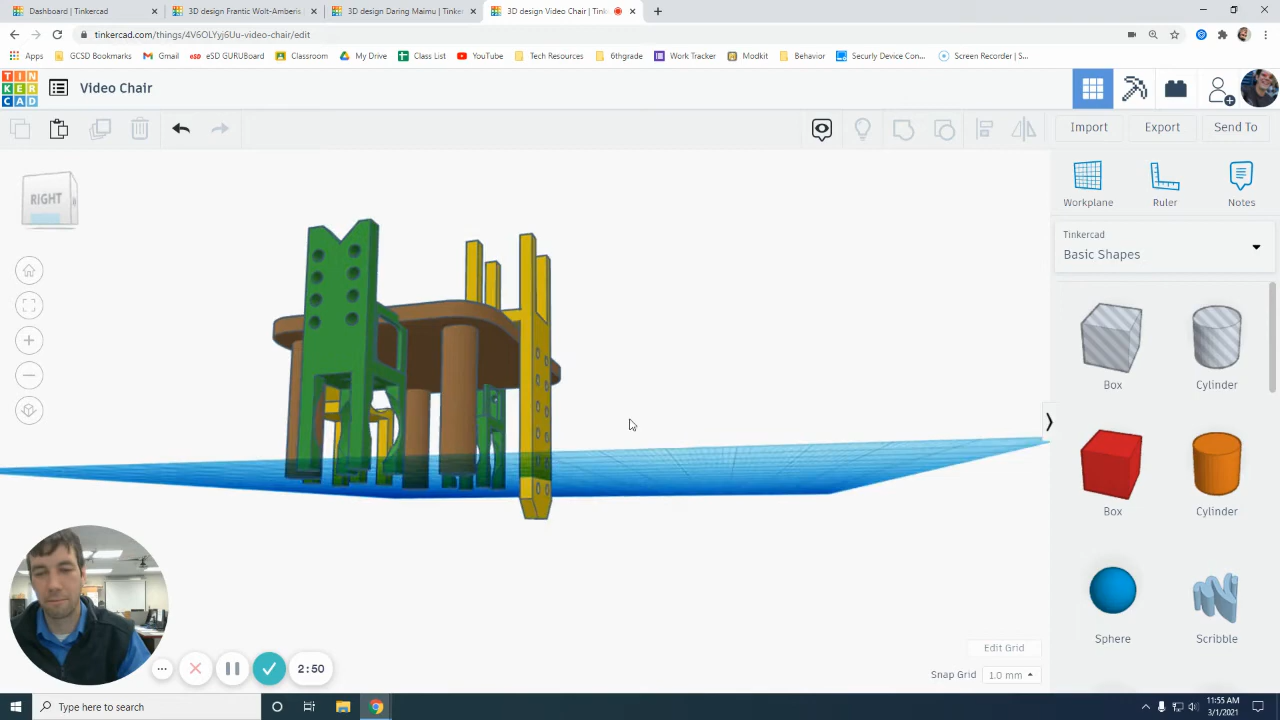 Dashboard | Tinkercad
3D design Frantic Wolt-Amberis
3D design Daring Maimu | Tinker
3D design Video Chair | Tink
tinkercad.com/things/4V6OLYyj6Uu-video-chair/edit
Apps
GCSD Bookmarks
Gmail
esD eSD GURUBoard
Classroom
My Drive
Class List
YouTube
Tech Resources
6thgrade
Work Tracker
Modkit
Behavior
Securly Device Con...
Screen Recorder | S...
TIN
KER
CAD
Video Chair
Import
Export
Send To
RIGHT
Workplane
Ruler
Notes
Tinkercad
Basic Shapes
Box
Cylinder
Box
Cylinder
Sphere
Scribble
Edit Grid
Snap Grid
1.0 mm
2:50
Type here to search
11:55 AM
3/1/2021